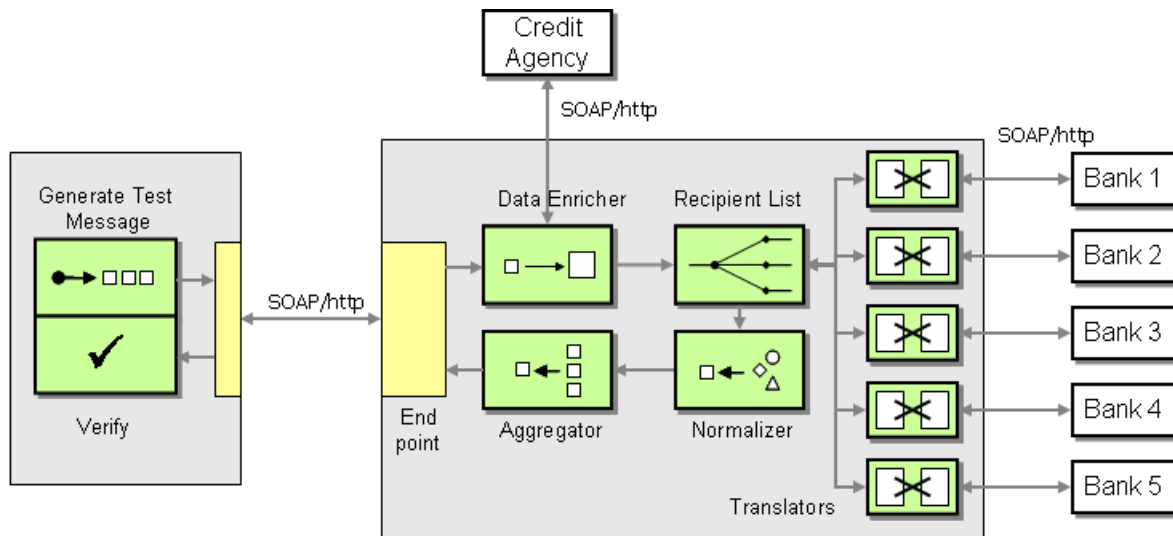 Credit
Agency
SOAP/http
SOAP/http
Generate Test
Message
Data Enricher
Recipient List
Bank 1
Bank 2
SOAP/http
Bank 3
Verify
End
point
Aggregator
Normalizer
Bank 4
Translators
Bank 5